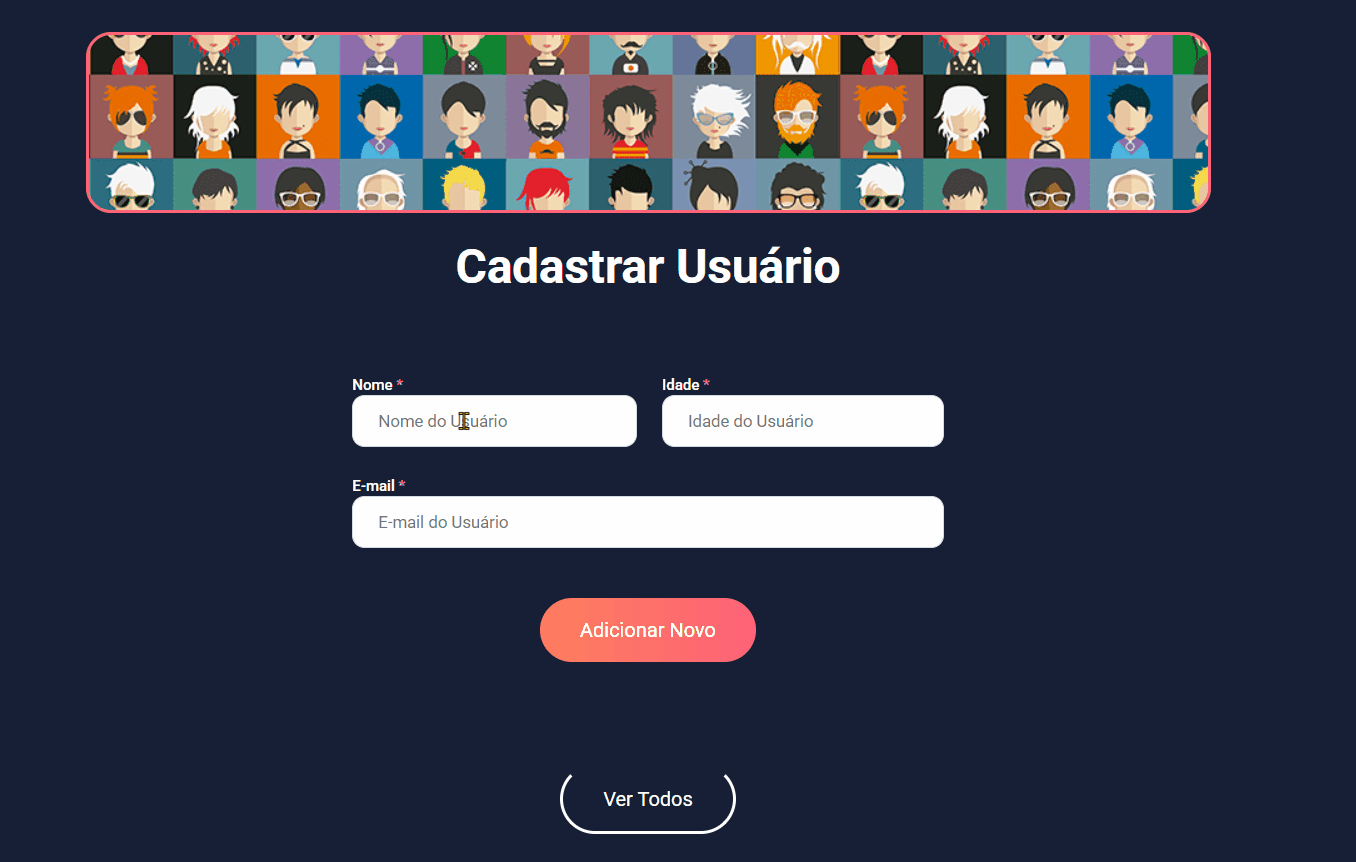 Cadastrar Usuário
Nome * Idade *
Nome do Usuário Idade do Usuário
E-mail *
E-mail do Usuário
Adicionar Novo
Ver Todos